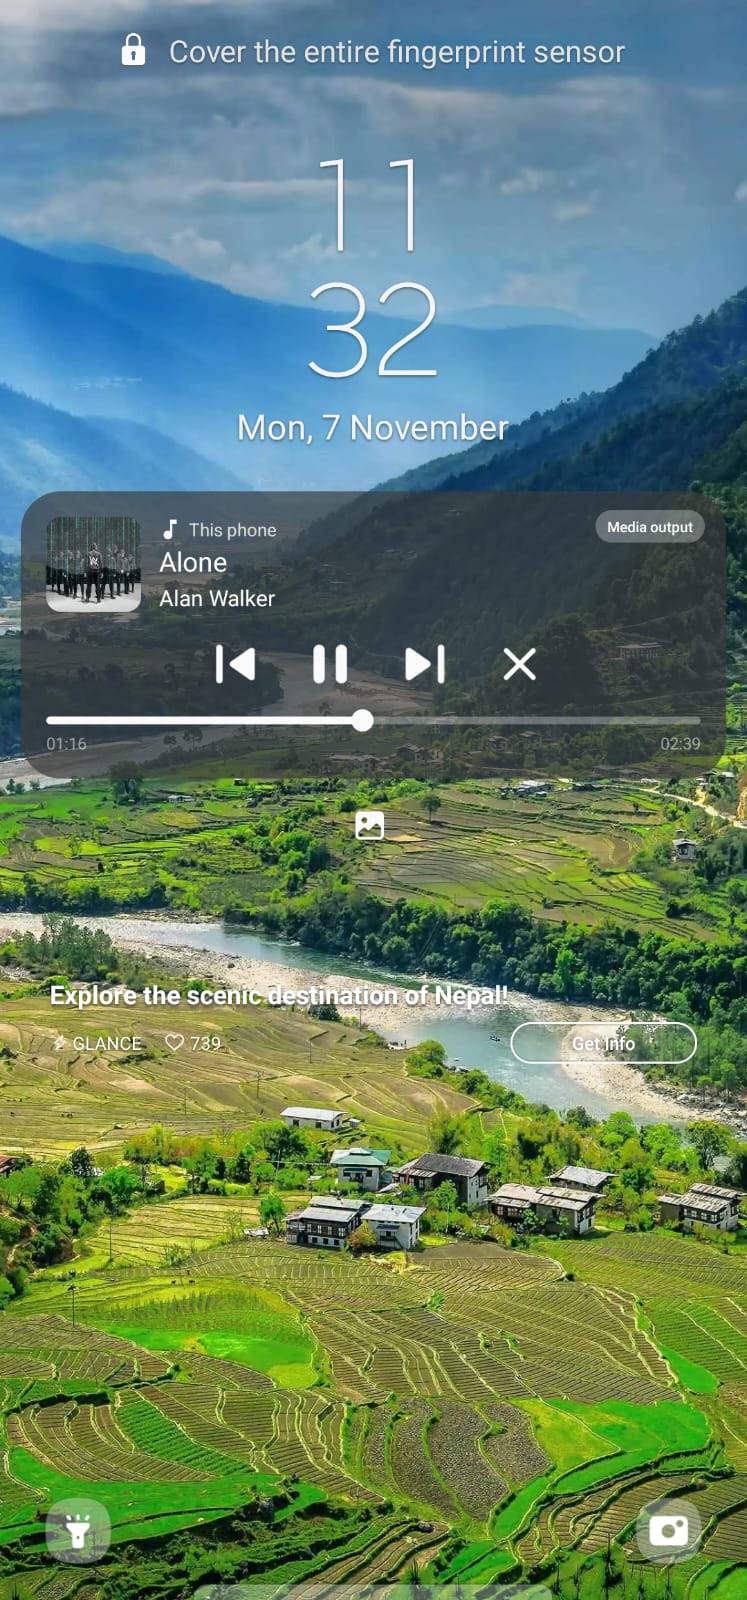 Cover the entire fingerprint sensor
11
32
Mon, 7 November
This phone
Media output
Alone
Alan Walker
01:16
02:39
Explore the scenic destination of Nepal!
GLANCE 739
Get Info